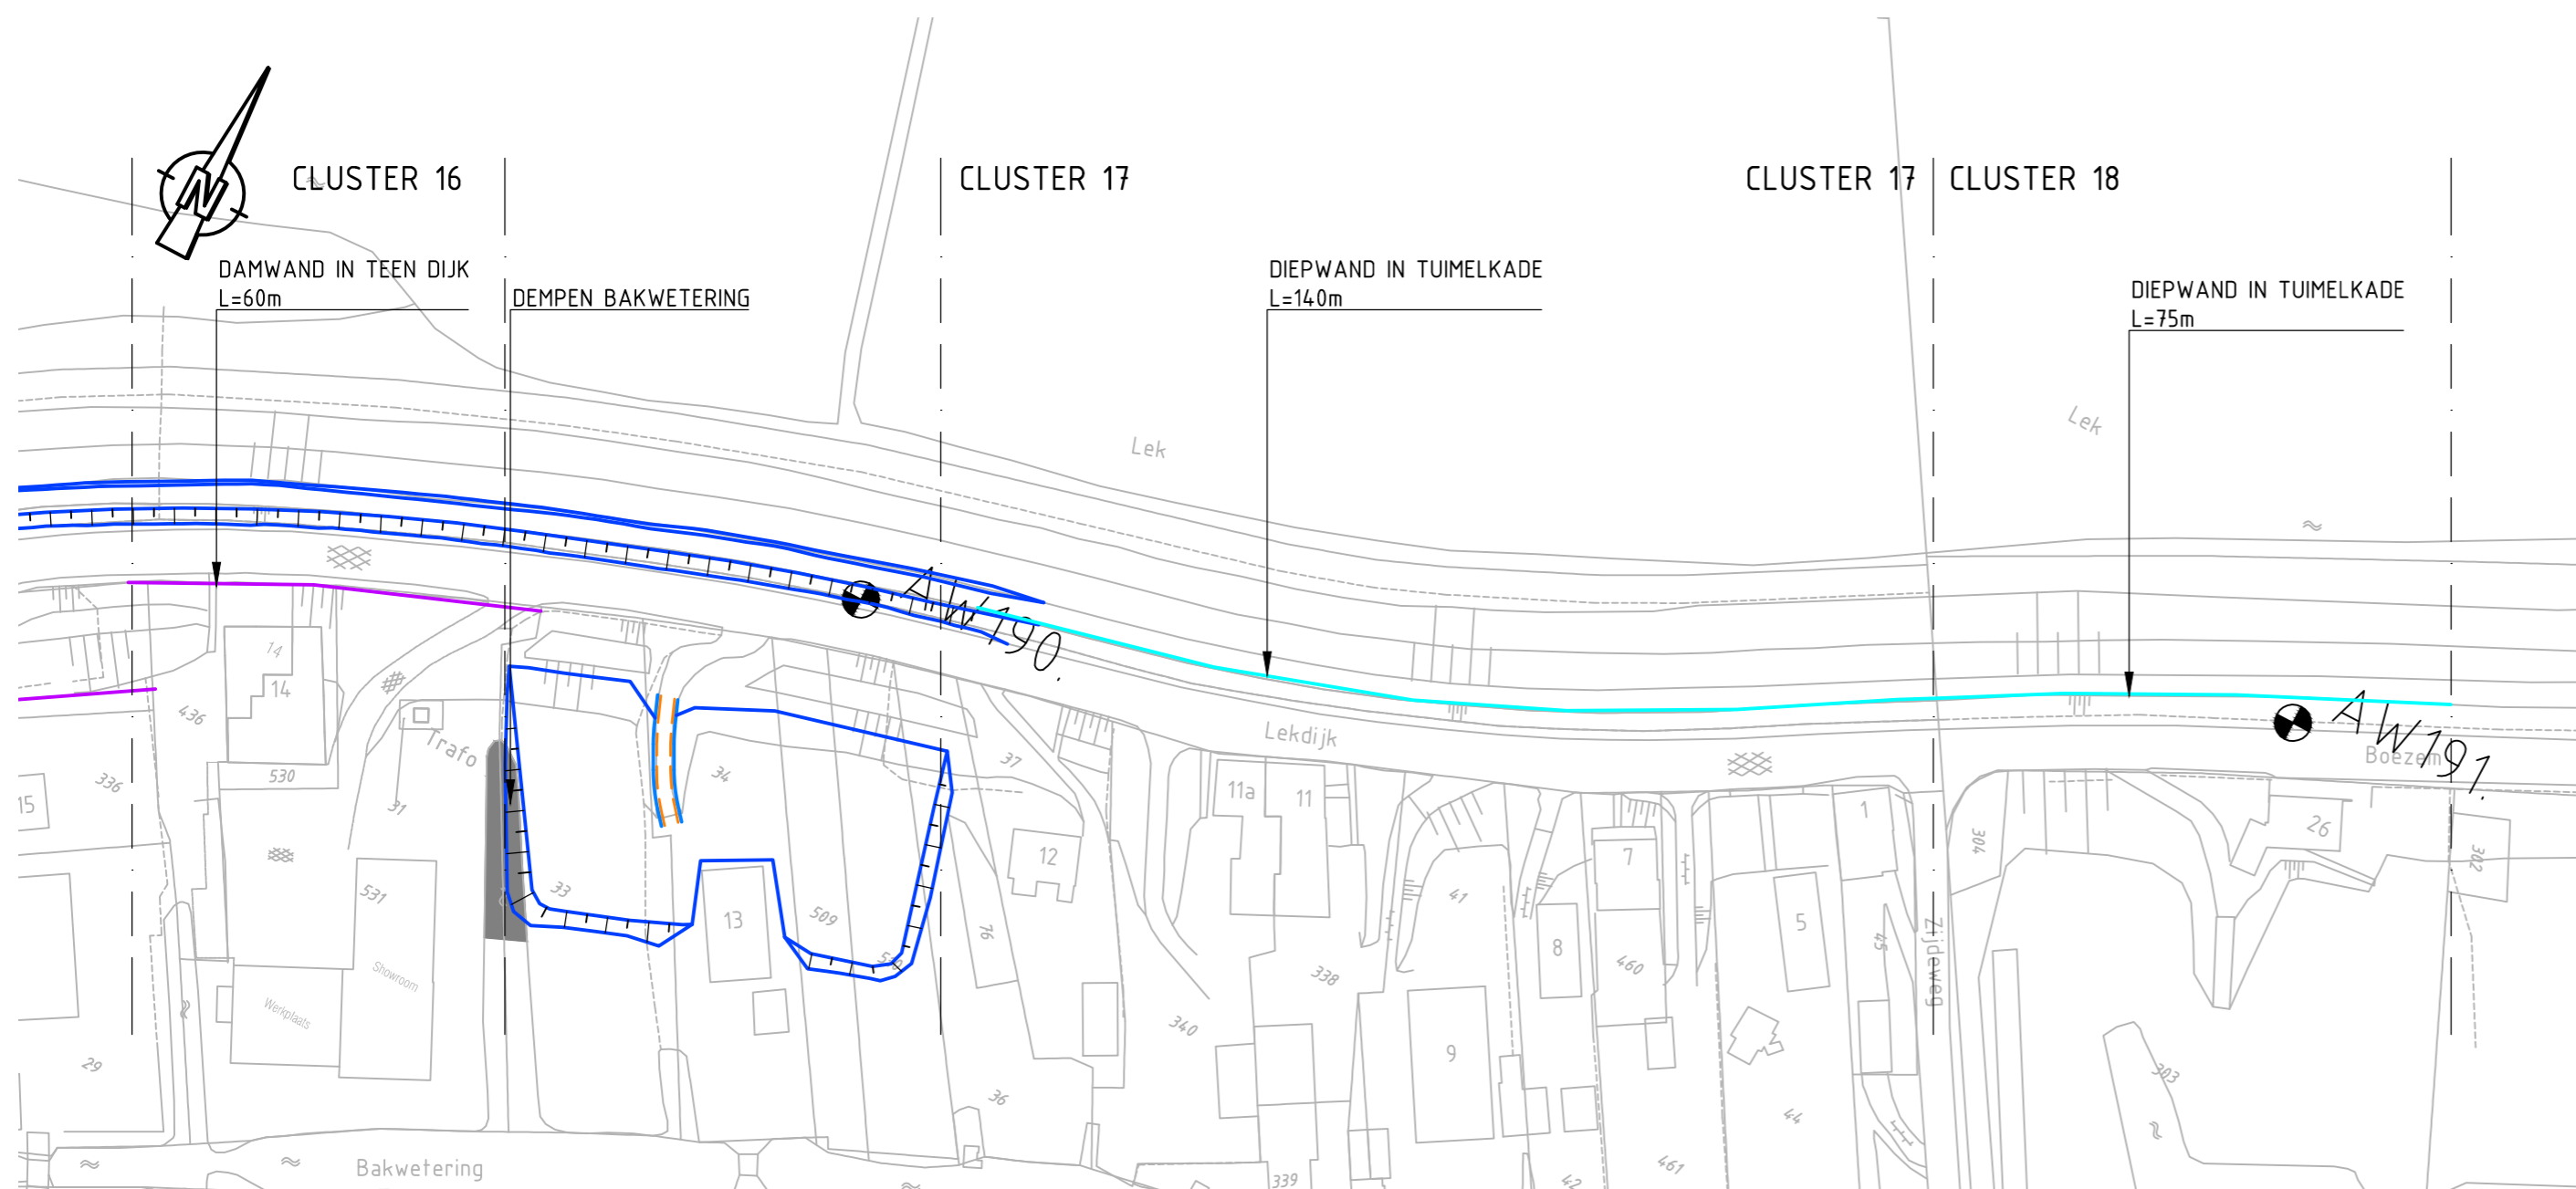 CLUSTER 16
CLUSTER 17
CLUSTER 17
CLUSTER 18
N
DAMWAND IN TEEN DIJK
L=60m
DEMPEN BAKWETERING
DIEPWAND IN TUIMELKADE
L=140m
DIEPWAND IN TUIMELKADE
L=75m
Lek
Lek
AW190.
AW191.
Lekdijk
Boezem
Trafo
Zijdeweg
14
14
436
530
336
15
31
531
Showroom
Werkplaats
29
33
34
13
509
37
12
76
36
340
11a
11
338
339
41
9
8
7
460
42
461
5
1
45
44
304
26
302
303
Bakwetering